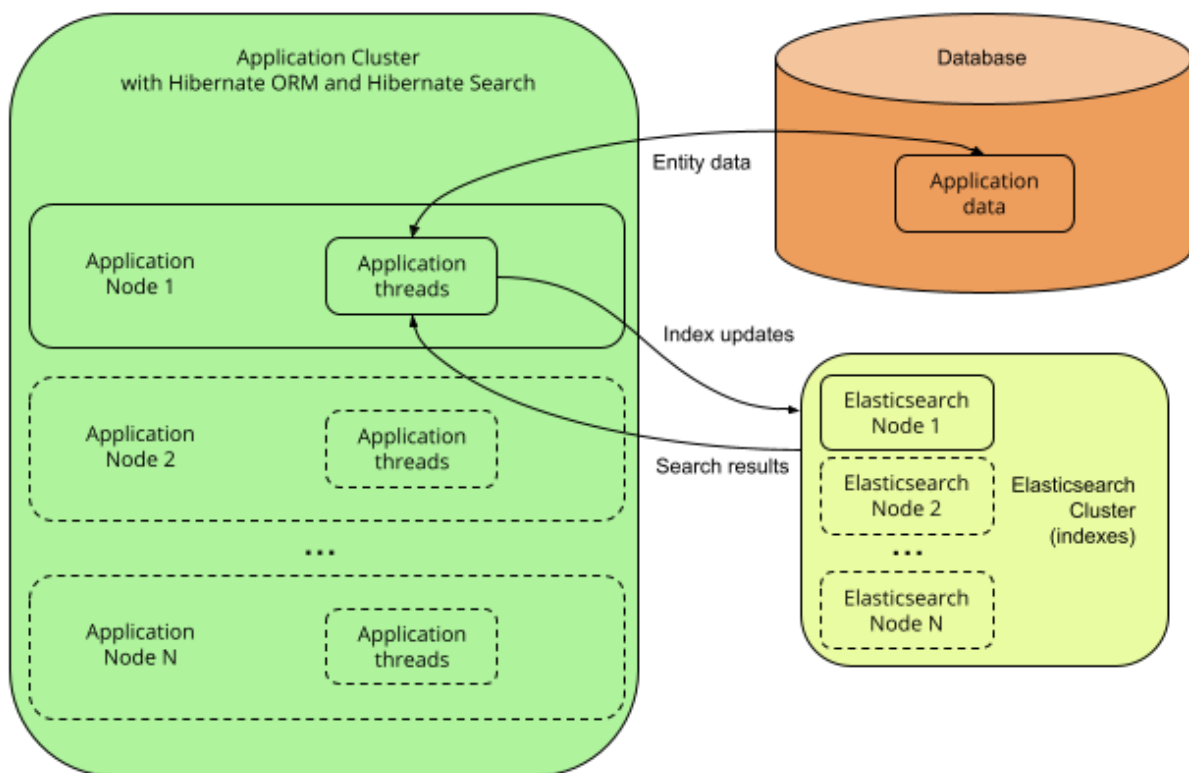 Application Cluster
with Hibernate ORM and Hibernate Search
Database
Entity data
Application
data
Application
Node 1
Application
threads
Index updates
Application
Node 2
Application
threads
Search results
Elasticsearch
Node 1
Elasticsearch
Node 2
...
Elasticsearch
Node N
Elasticsearch
Cluster
(indexes)
...
Application
Node N
Application
threads